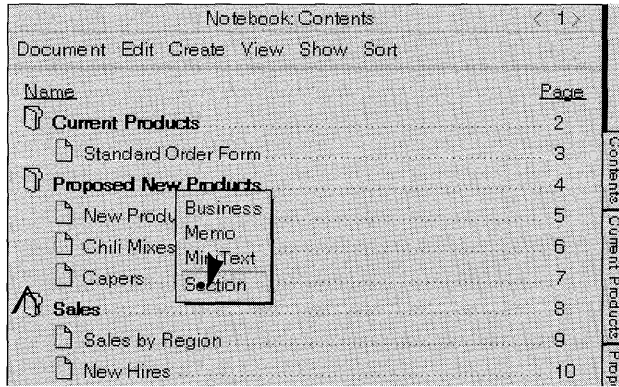 Notebook: Contents < 1 >
Document Edit Create View Show Sort
Name Page
Current Products 2
Standard Order Form 3
Proposed New Products 4
New Produ 5
Chili Mixes 6
Capers 7
Sales 8
Sales by Region 9
New Hires 10
Business
Memo
Text
Section
Contents
Current Products
Prop